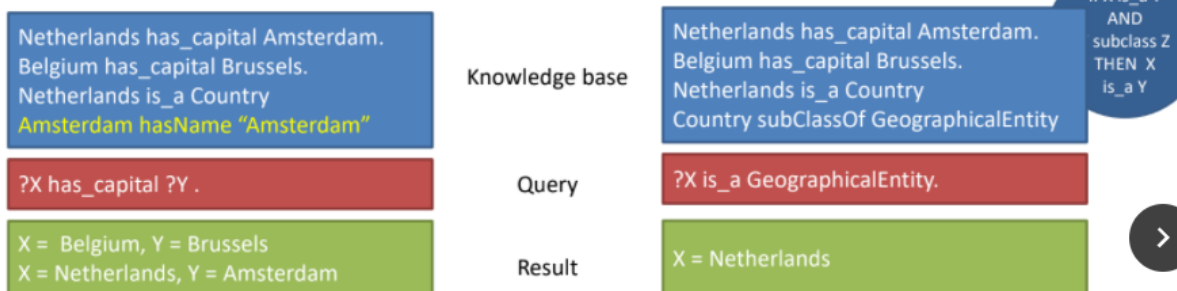 Netherlands has_capital Amsterdam.
Belgium has_capital Brussels.
Netherlands is_a Country
Amsterdam hasName “Amsterdam”
Knowledge base
Netherlands has_capital Amsterdam.
Belgium has_capital Brussels.
Netherlands is_a Country
Country subClassOf GeographicalEntity
AND
subclass Z
THEN X
is_a Y
?X has_capital ?Y .
Query
?X is_a GeographicalEntity.
X = Belgium, Y = Brussels
X = Netherlands, Y = Amsterdam
Result
X = Netherlands